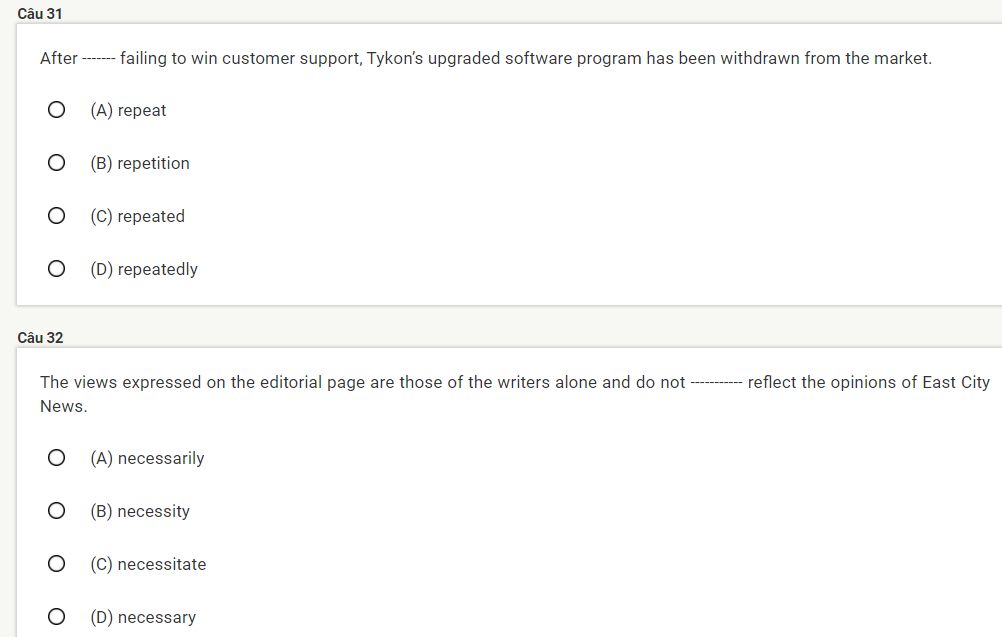 Câu 31
After ------- failing to win customer support, Tykon’s upgraded software program has been withdrawn from the market.
(A) repeat
(B) repetition
(C) repeated
(D) repeatedly
Câu 32
The views expressed on the editorial page are those of the writers alone and do not ----------- reflect the opinions of East City
News.
(A) necessarily
(B) necessity
(C) necessitate
(D) necessary